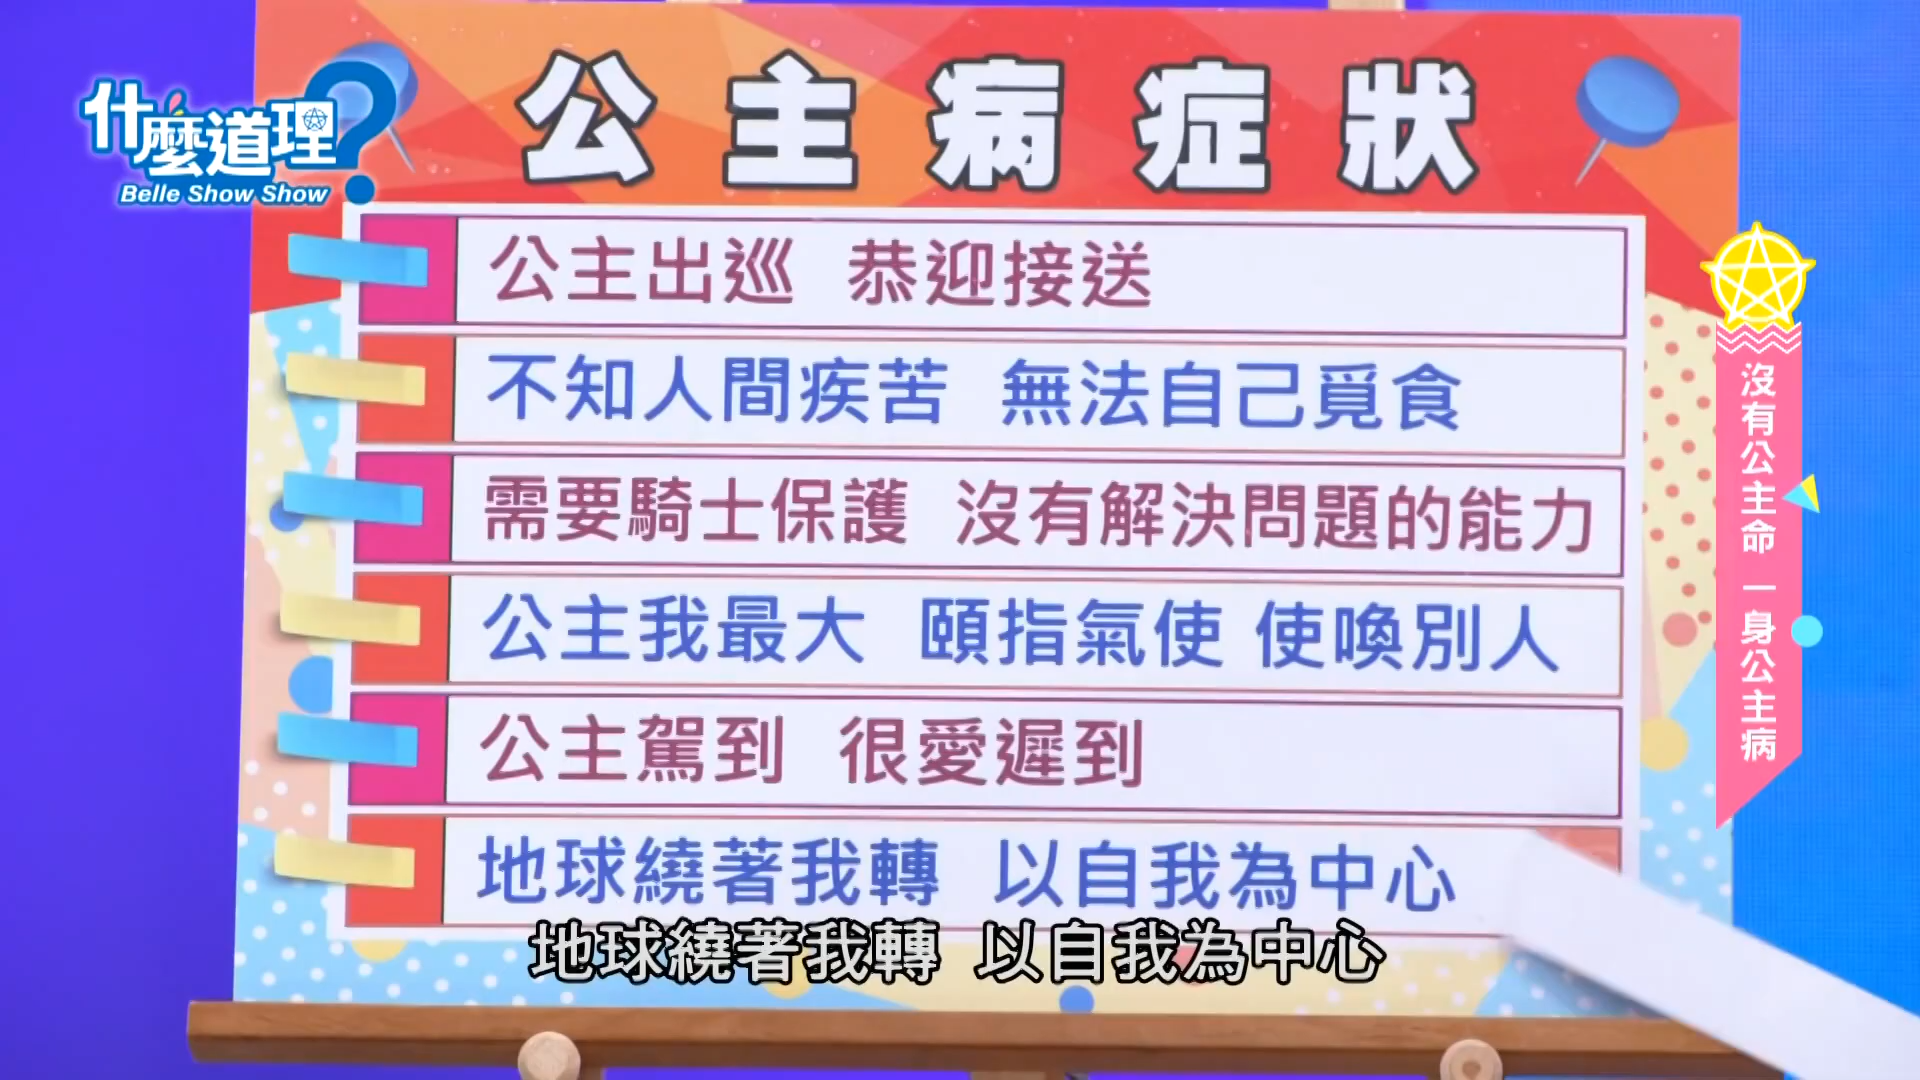 什麼道理?
Belle Show Show
公主病症狀
公主出巡 恭迎接送
不知人間疾苦 無法自己覓食
需要騎士保護 沒有解決問題的能力
公主我最大 頤指氣使 使喚別人
公主駕到 很愛遲到
地球繞著我轉 以自我為中心
地球繞著我轉 以自我為中心
沒有公主命 一身公主病